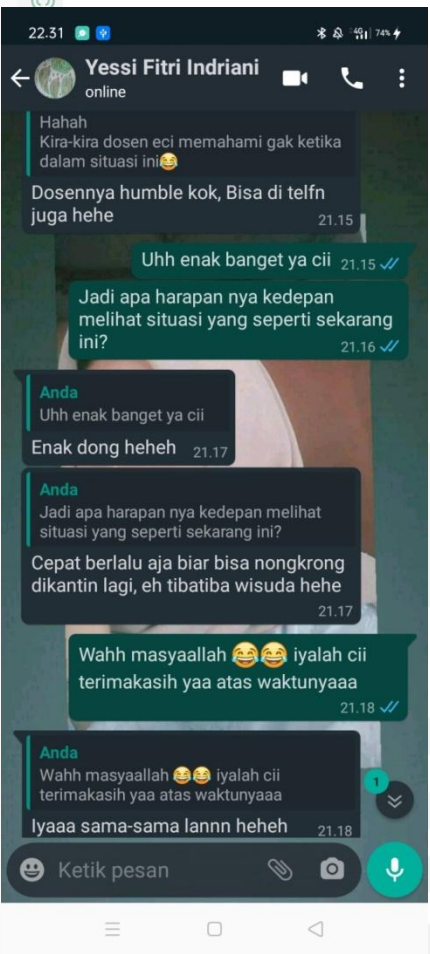 22.31
4G 74%
Yessi Fitri Indriani
online
Hahah
Kira-kira dosen eci memahami gak ketika
dalam situasi ini😂
Dosennya humble kok, Bisa di telfn
juga hehe
21.15
Uhh enak banget ya cii 21.15
Jadi apa harapan nya kedepan
melihat situasi yang seperti sekarang
ini?
21.16
Anda
Uhh enak banget ya cii
Enak dong heheh 21.17
Anda
Jadi apa harapan nya kedepan melihat
situasi yang seperti sekarang ini?
Cepat berlalu aja biar bisa nongkrong
dikantin lagi, eh tibatiba wisuda hehe
21.17
Wahh masyaallah 😂😂 iyalah cii
terimakasih yaa atas waktunyaaa
21.18
Anda
Wahh masyaallah 😂😂 iyalah cii
terimakasih yaa atas waktunyaaa
1
Iyaaa sama-sama lannn heheh 21.18
Ketik pesan